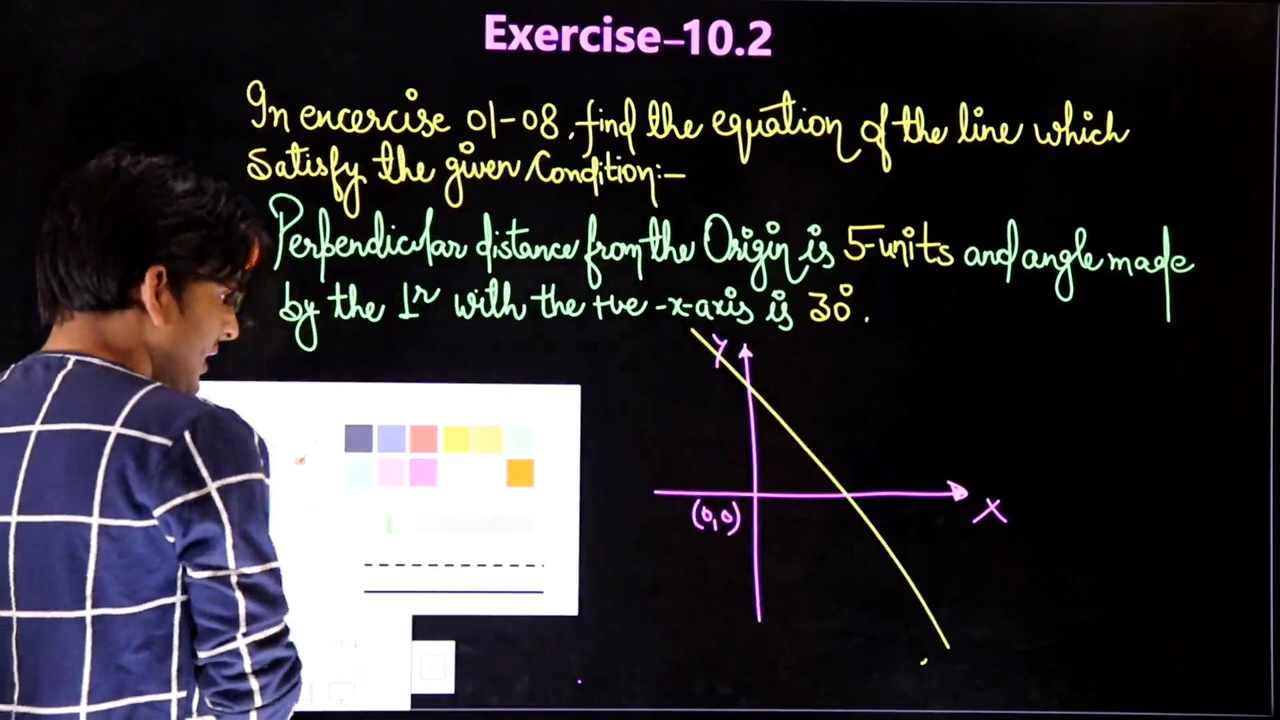 Exercise–10.2
In encercise 01-08, find the equation of the line which
satisfy the given Condition:-
Perpendicular distance from the Origin is 5-units and angle made
by the ⊥r with the +ve -x-axis is 30°.
Y
(0,0)
X